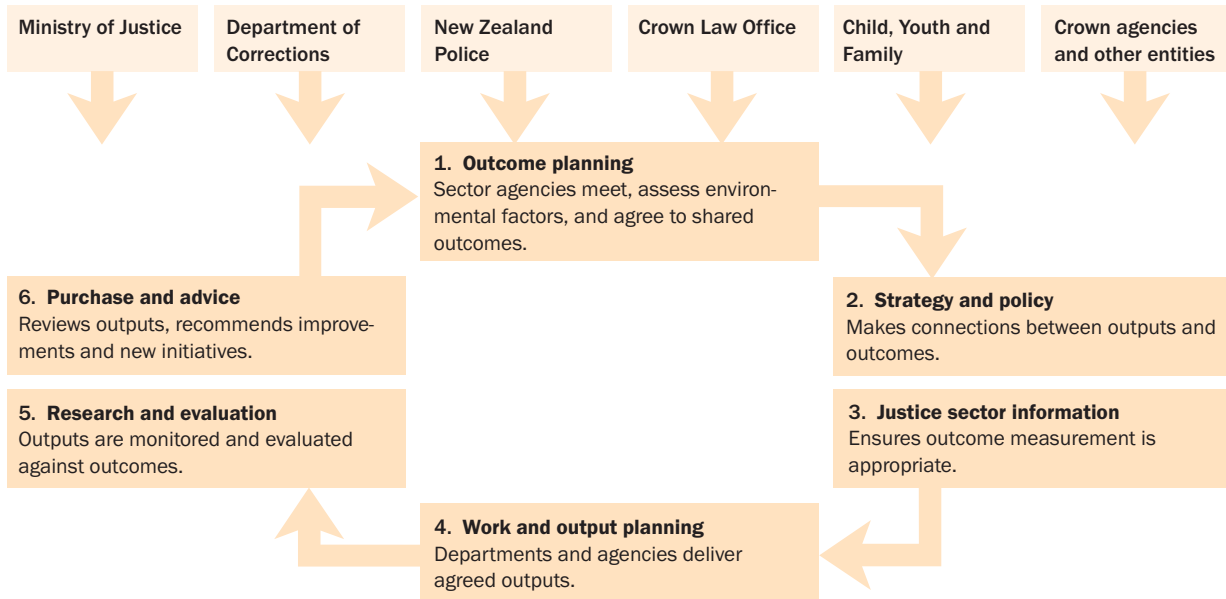 Ministry of Justice
Department of
Corrections
New Zealand
Police
Crown Law Office
Child, Youth and
Family
Crown agencies
and other entities
1. Outcome planning
Sector agencies meet, assess environ-
mental factors, and agree to shared
outcomes.
2. Strategy and policy
Makes connections between outputs and
outcomes.
3. Justice sector information
Ensures outcome measurement is
appropriate.
4. Work and output planning
Departments and agencies deliver
agreed outputs.
5. Research and evaluation
Outputs are monitored and evaluated
against outcomes.
6. Purchase and advice
Reviews outputs, recommends improve-
ments and new initiatives.